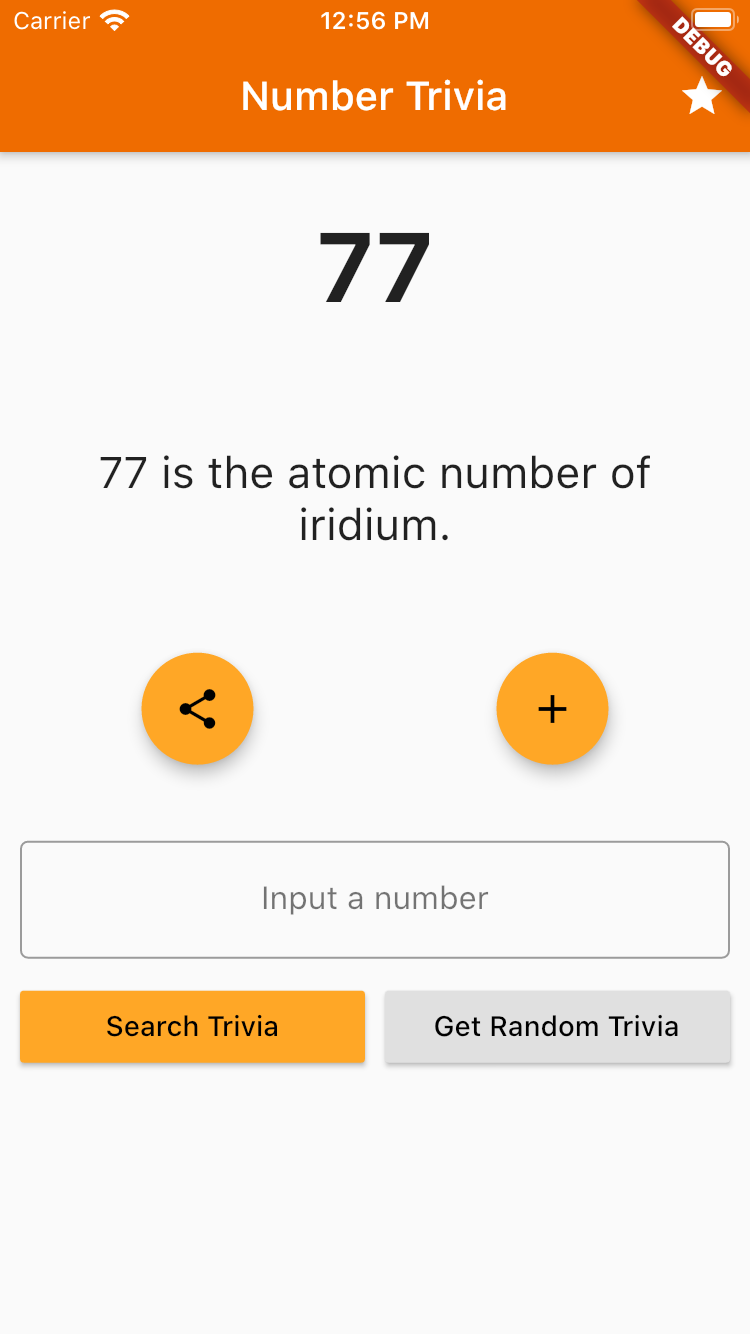 Carrier 12:56 PM
DEBUG
Number Trivia
77
77 is the atomic number of
iridium.
Input a number
Search Trivia Get Random Trivia